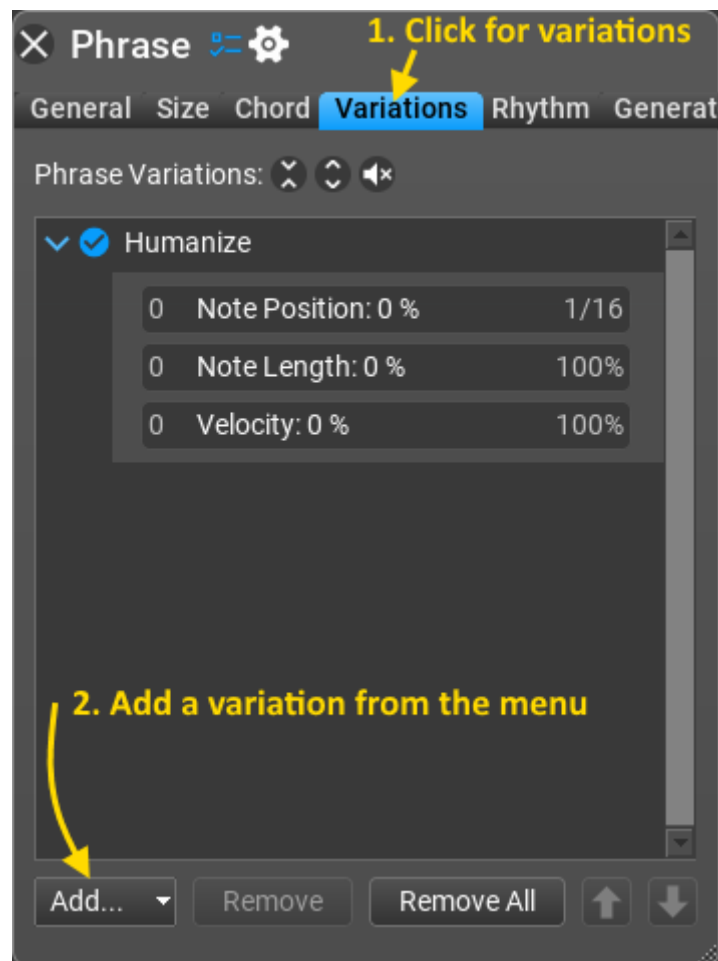 Phrase
1. Click for variations
General Size Chord Variations Rhythm Generat
Phrase Variations:
Humanize
0 Note Position: 0 % 1/16
0 Note Length: 0 % 100%
0 Velocity: 0 % 100%
2. Add a variation from the menu
Add... Remove Remove All